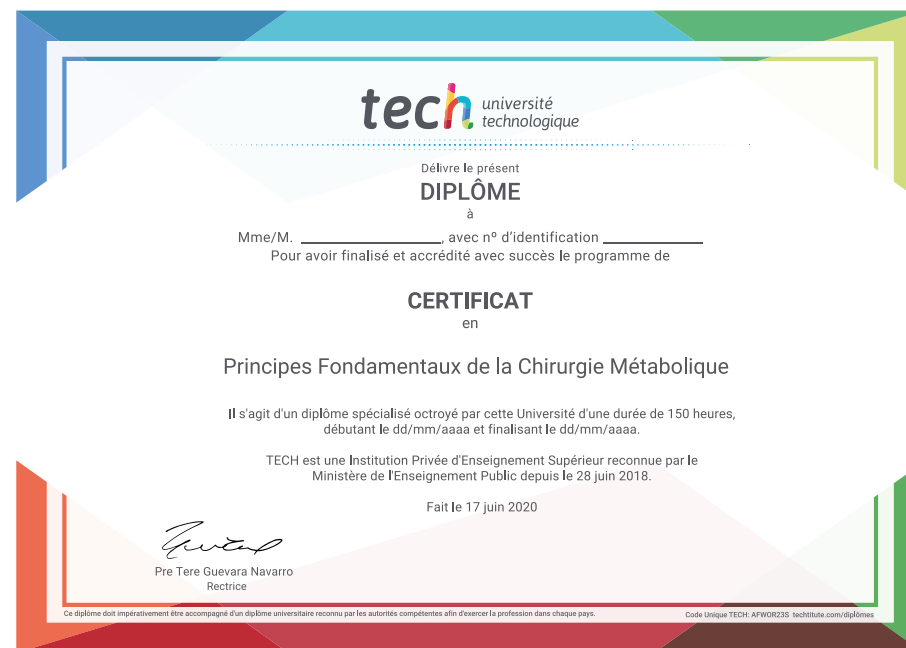 tech université
technologique
Délivre le présent
DIPLÔME
à
Mme/M. ____________________, avec nº d'identification ______________
Pour avoir finalisé et accrédité avec succès le programme de
CERTIFICAT
en
Principes Fondamentaux de la Chirurgie Métabolique
Il s'agit d'un diplôme spécialisé octroyé par cette Université d'une durée de 150 heures,
débutant le dd/mm/aaaa et finalisant le dd/mm/aaaa.
TECH est une Institution Privée d'Enseignement Supérieur reconnue par le
Ministère de l'Enseignement Public depuis le 28 juin 2018.
Fait le 17 juin 2020
Pre Tere Guevara Navarro
Rectrice
Ce diplôme doit impérativement être accompagné d'un diplôme universitaire reconnu par les autorités compétentes afin d'exercer la profession dans chaque pays.
Code Unique TECH: AFWOR23S techtitute.com/diplômes